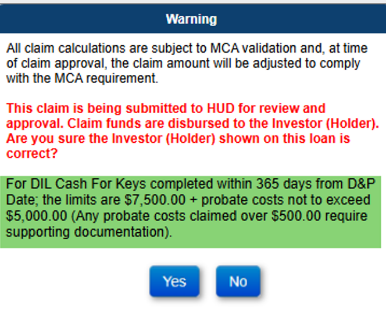 Warning
All claim calculations are subject to MCA validation and, at time
of claim approval, the claim amount will be adjusted to comply
with the MCA requirement.
This claim is being submitted to HUD for review and
approval. Claim funds are disbursed to the Investor (Holder).
Are you sure the Investor (Holder) shown on this loan is
correct?
For DIL Cash For Keys completed within 365 days from D&P
Date; the limits are $7,500.00 + probate costs not to exceed
$5,000.00 (Any probate costs claimed over $500.00 require
supporting documentation).
Yes No